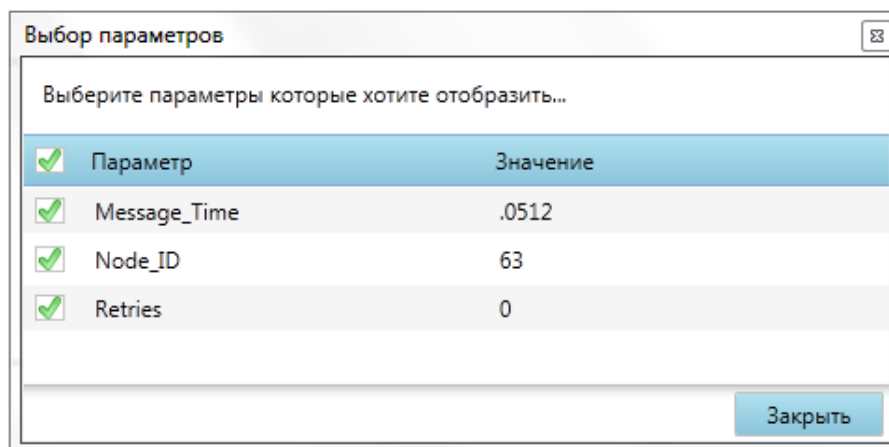 Выбор параметров
Выберите параметры которые хотите отобразить...
Параметр Значение
Message_Time .0512
Node_ID 63
Retries 0
Закрыть